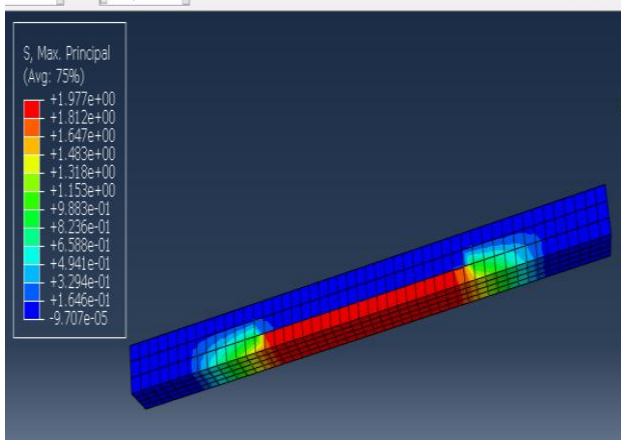 S, Max. Principal
(Avg: 75%)
+1.977e+00
+1.812e+00
+1.647e+00
+1.483e+00
+1.318e+00
+1.153e+00
+9.883e-01
+8.236e-01
+6.588e-01
+4.941e-01
+3.294e-01
+1.646e-01
-9.707e-05